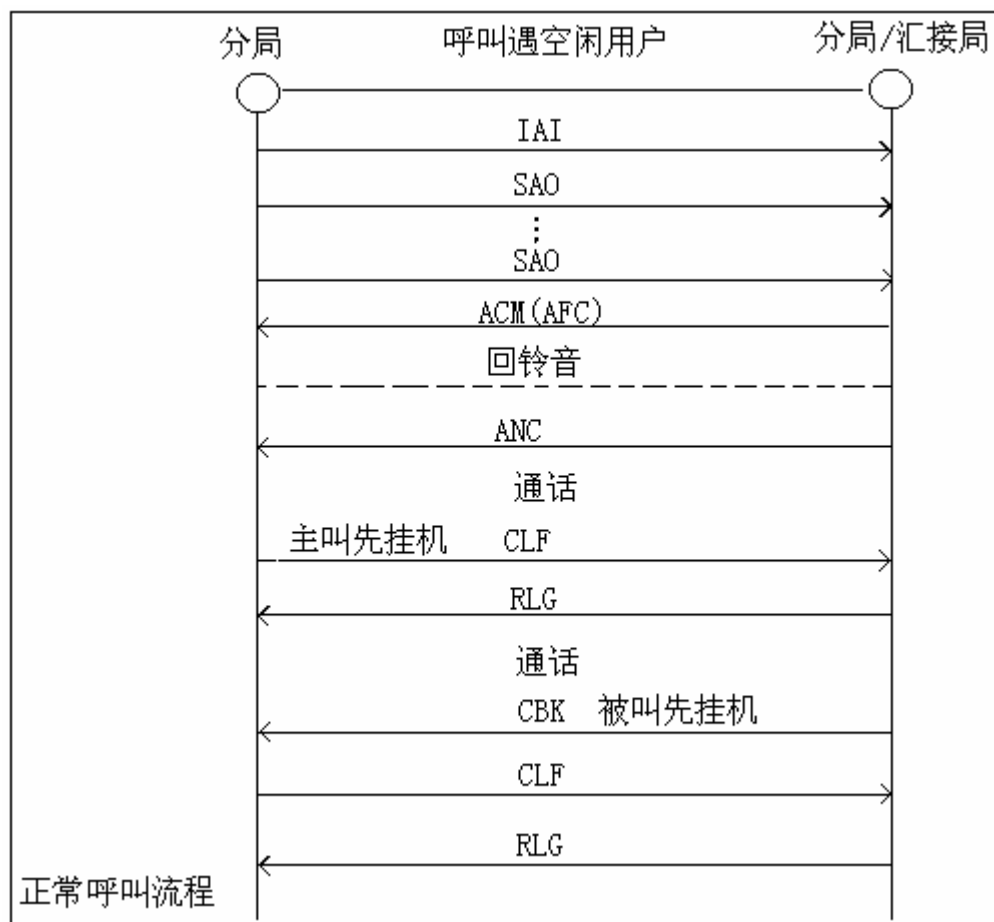 分局 呼叫遇空闲用户 分局/汇接局
IAI
SAO
⋮
SAO
ACM(AFC)
回铃音
ANC
通话
主叫先挂机 CLF
RLG
通话
CBK 被叫先挂机
CLF
RLG
正常呼叫流程